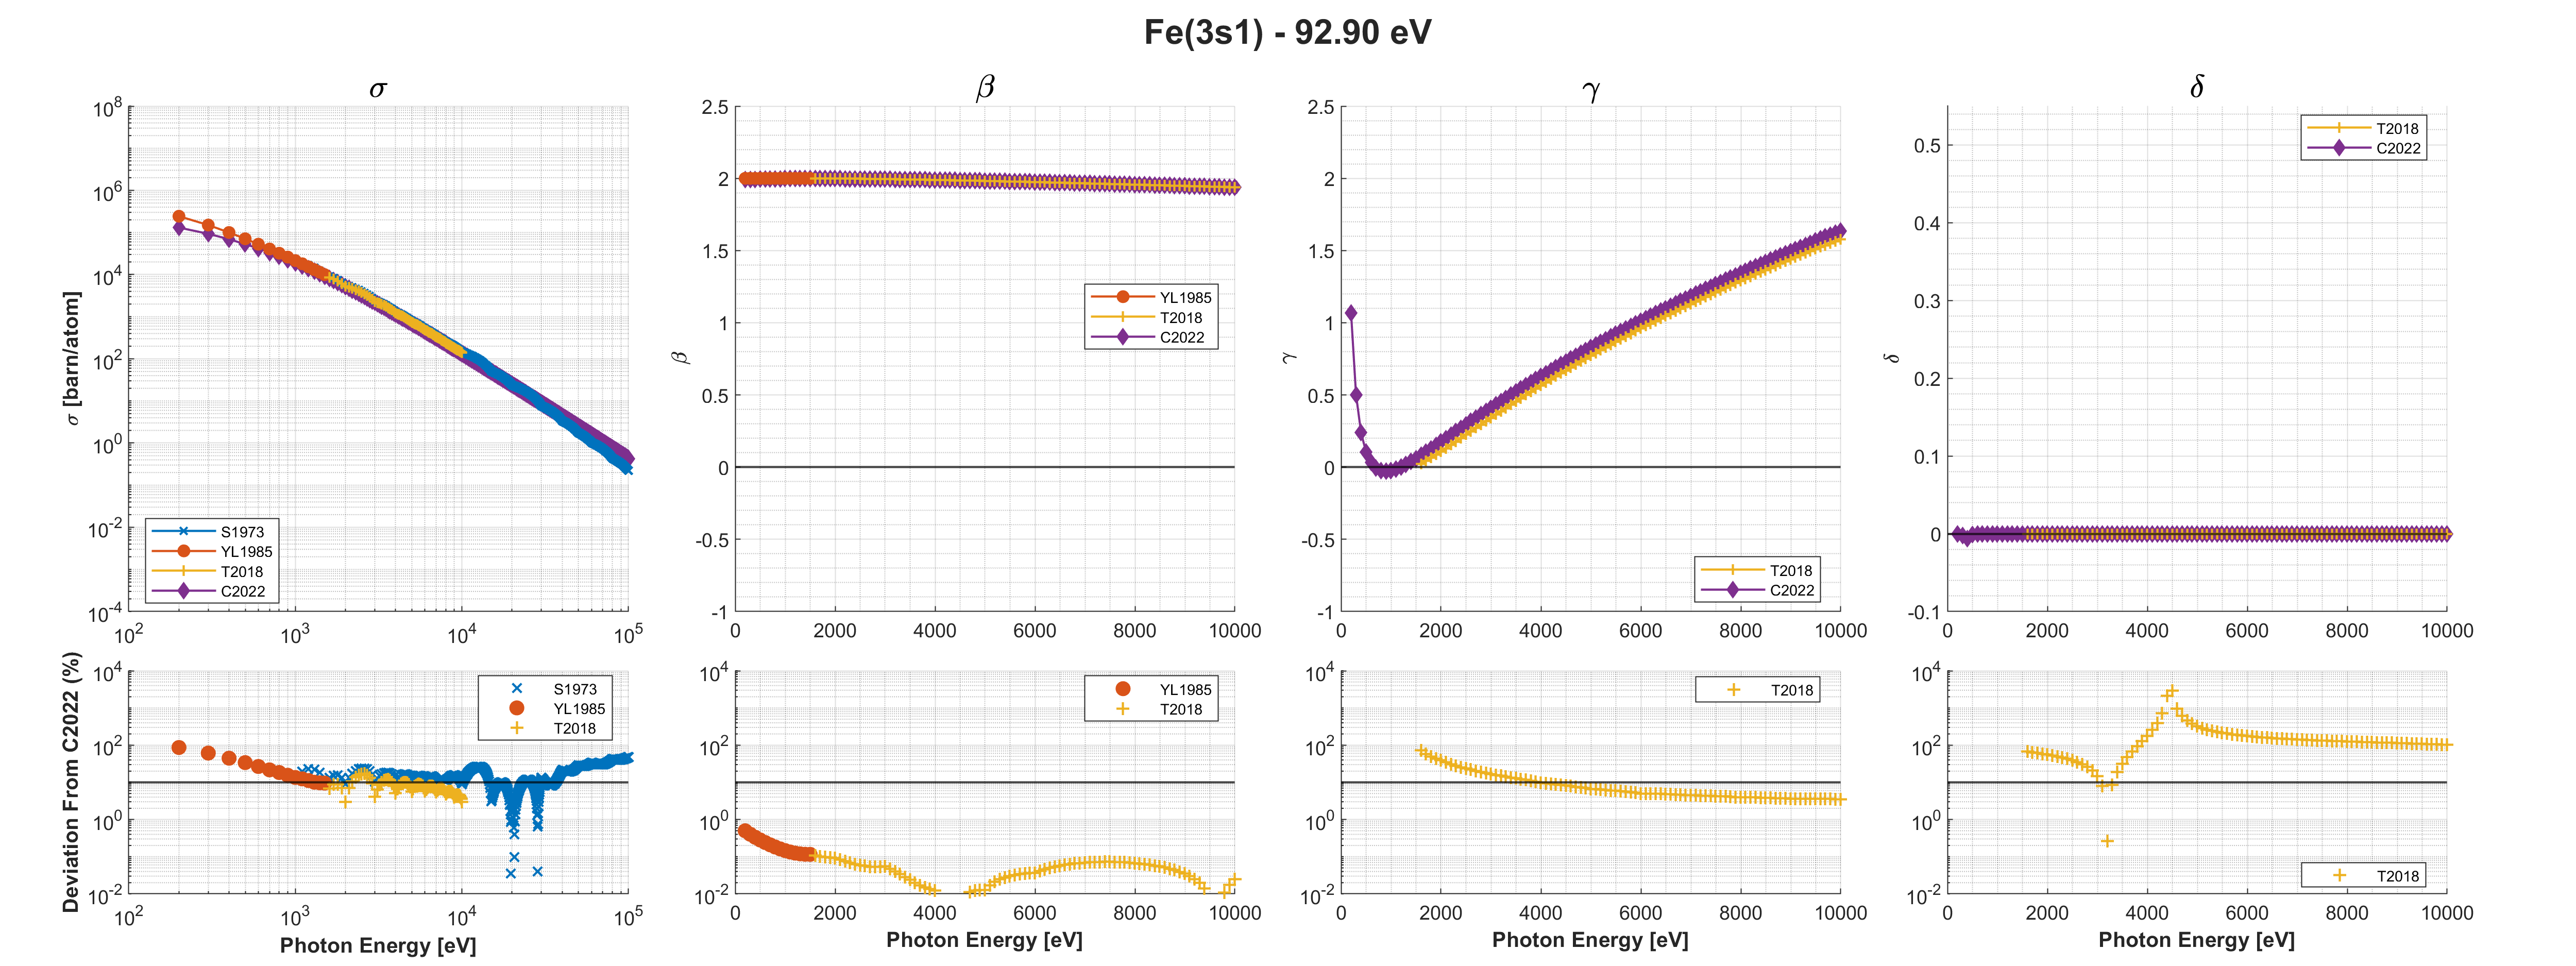 Fe(3s1) - 92.90 eV
σ
σ [barn/atom]
10^8
10^6
10^4
10^2
10^0
10^-2
10^-4
10^2
10^3
10^4
10^5
S1973
YL1985
T2018
C2022
β
β
2.5
2
1.5
1
0.5
0
-0.5
-1
0
2000
4000
6000
8000
10000
YL1985
T2018
C2022
γ
γ
2.5
2
1.5
1
0.5
0
-0.5
-1
0
2000
4000
6000
8000
10000
T2018
C2022
δ
δ
0.5
0.4
0.3
0.2
0.1
0
-0.1
0
2000
4000
6000
8000
10000
T2018
C2022
Deviation From C2022 (%)
10^4
10^2
10^0
10^-2
10^2
10^3
10^4
10^5
Photon Energy [eV]
S1973
YL1985
T2018
10^4
10^2
10^0
10^-2
0
2000
4000
6000
8000
10000
Photon Energy [eV]
YL1985
T2018
10^4
10^2
10^0
10^-2
0
2000
4000
6000
8000
10000
Photon Energy [eV]
T2018
10^4
10^2
10^0
10^-2
0
2000
4000
6000
8000
10000
Photon Energy [eV]
T2018